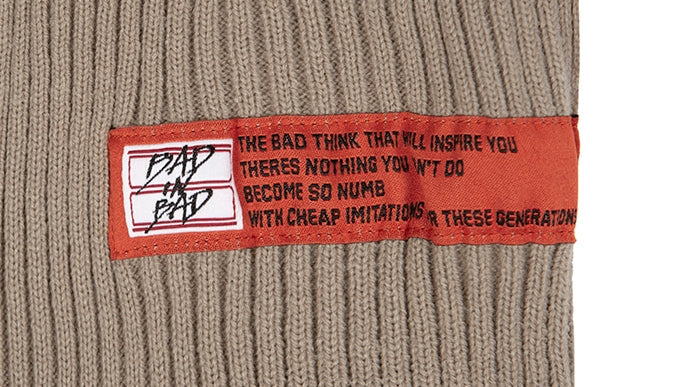 BAD
IN
BAD
THE BAD THINK THAT WILL INSPIRE YOU
THERES NOTHING YOU N'T DO
BECOME SO NUMB
WITH CHEAP IMITATIONS R THESE GENERATIONS